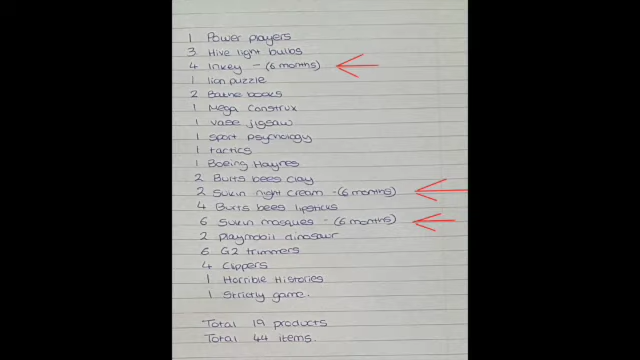 1 Power players
3 Hive light bulbs
4 Inkey - (6 months)
1 lion puzzle
2 books
1 Mega Construx
1 vase jigsaw
1 sport psychology
1 tactics
1 Boeing Haynes
2 Burts bees clay
2 Sukin night cream - (6 months)
4 Burts bees lipsticks
6 Sukin masques - (6 months)
2 playmobil dinosaur
6 G2 trimmers
4 Clippers
1 Horrible Histories
1 Strictly game.
Total 19 products
Total 44 items.